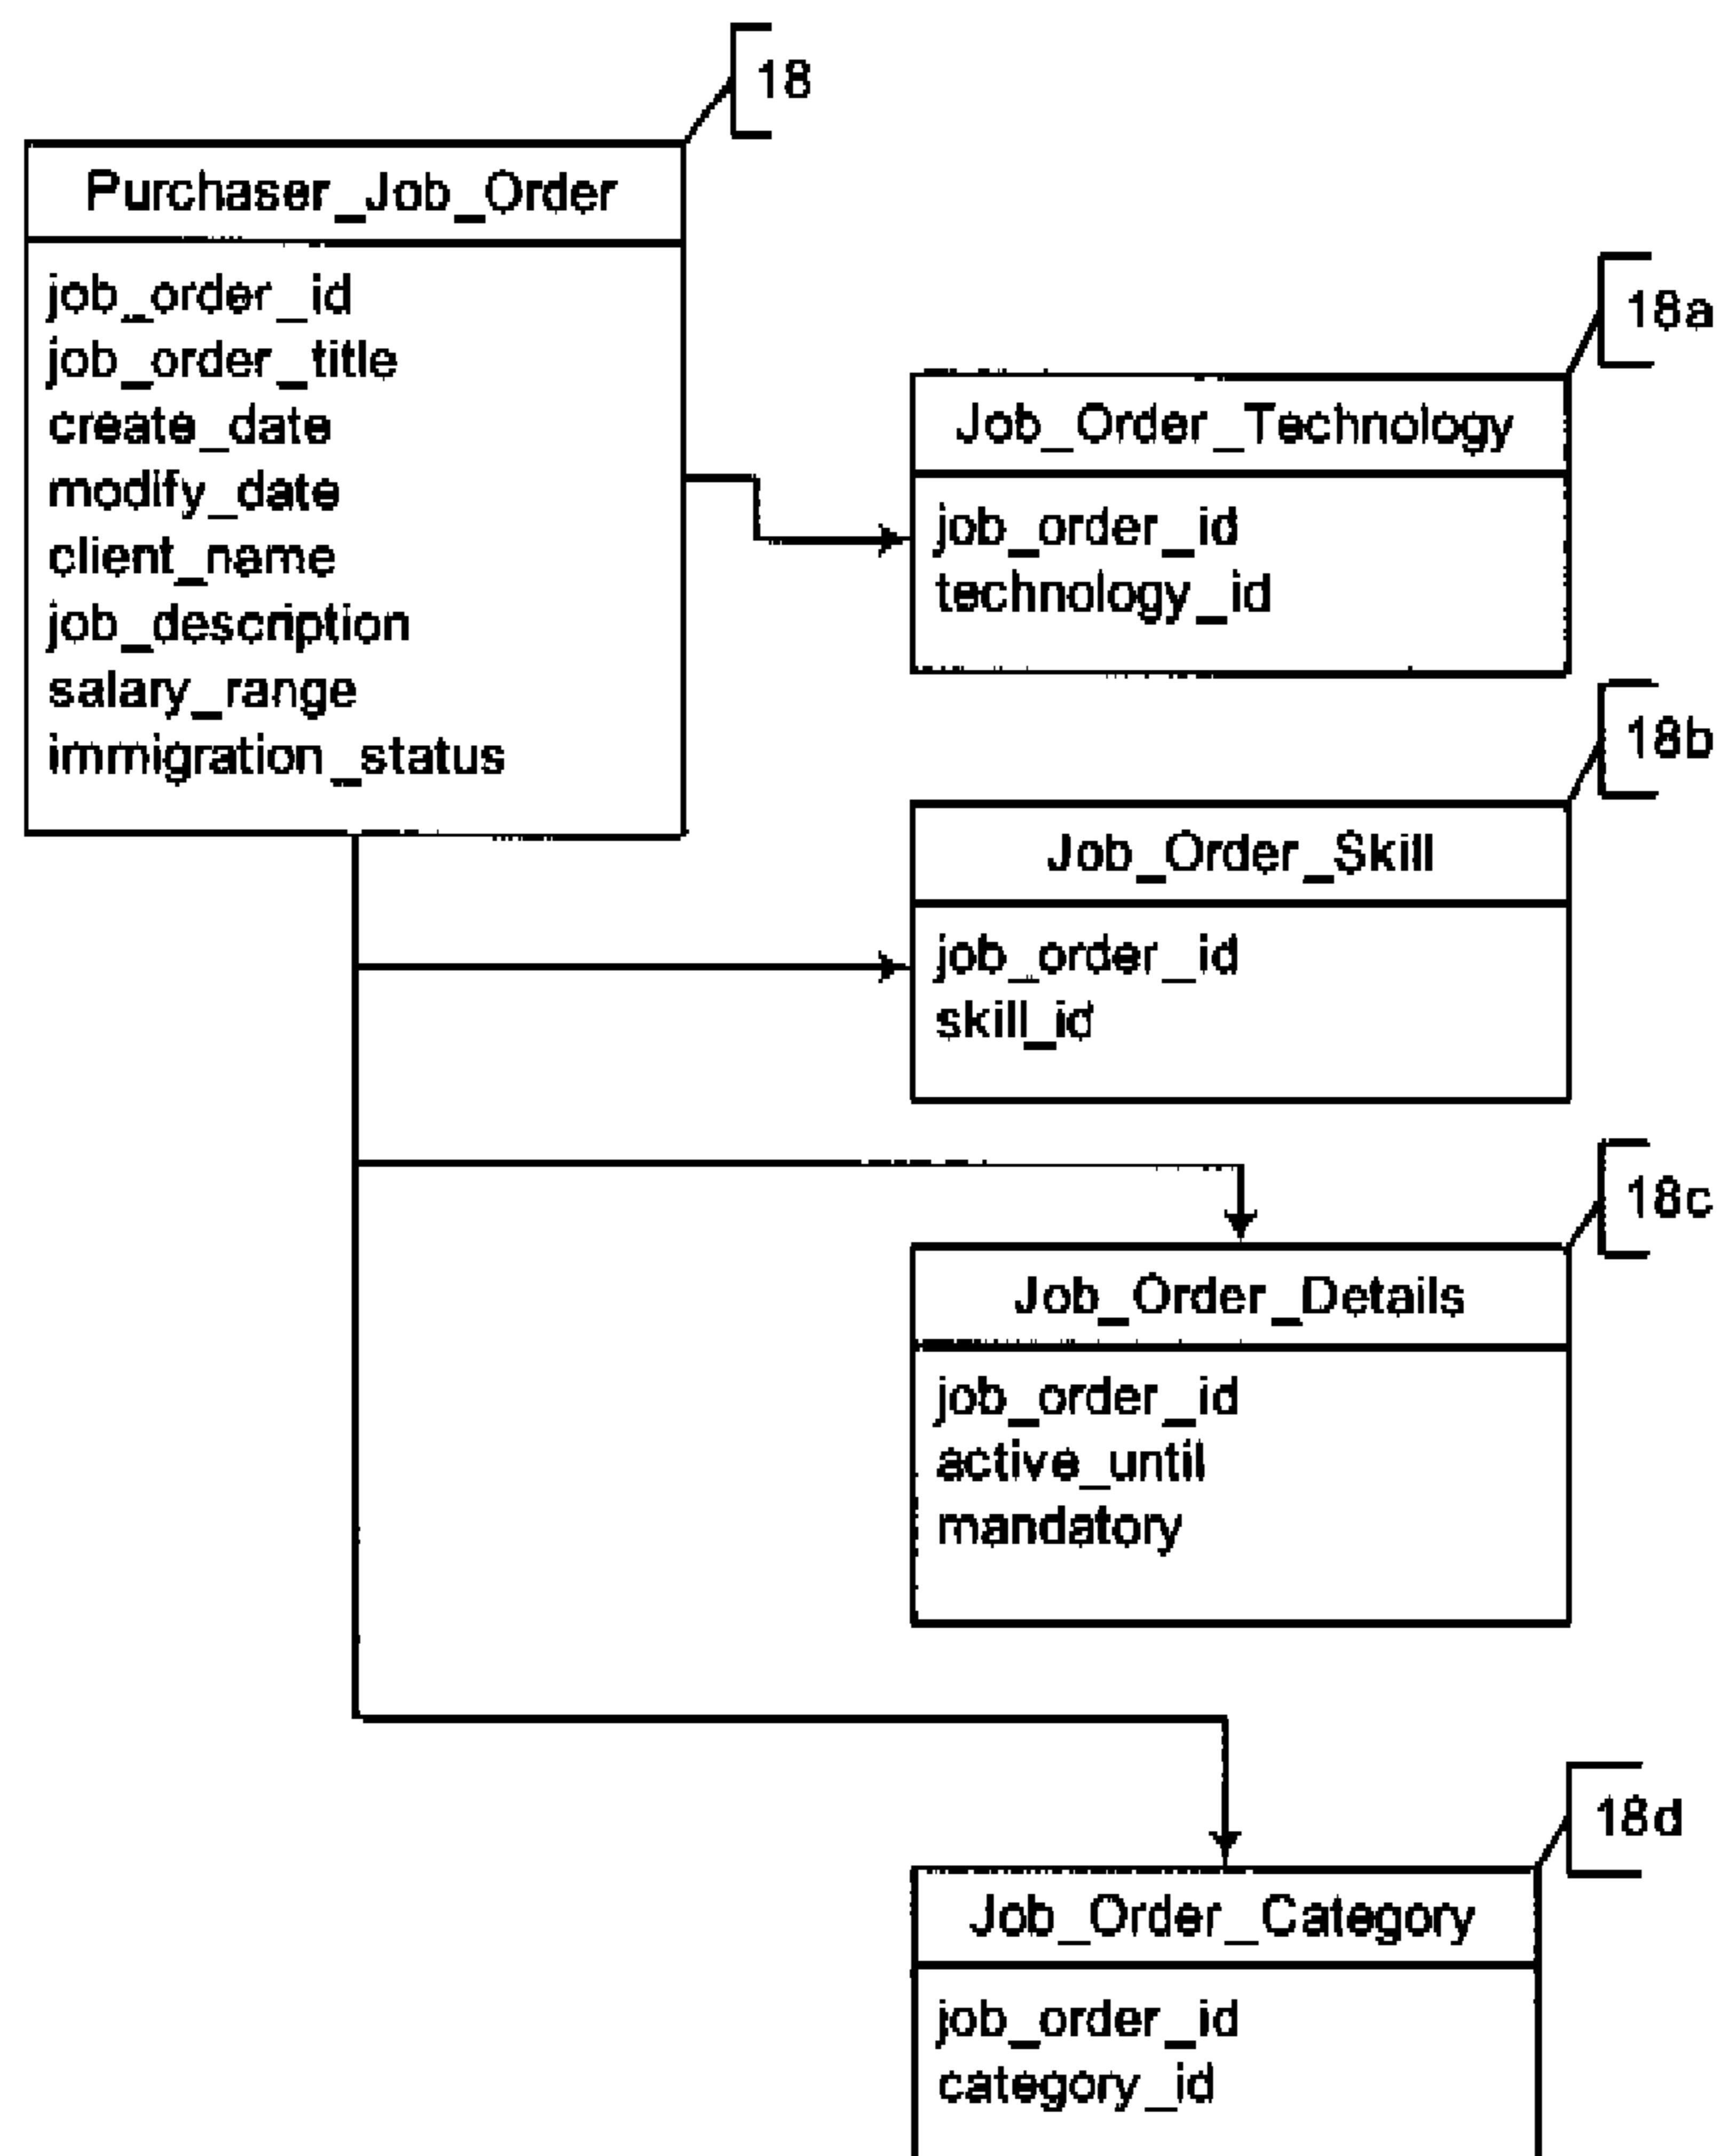 18
Purchaser_Job_Order
job_order_id
job_order_title
create_date
modify_date
client_name
job_description
salary_range
immigration_status
18a
Job_Order_Technology
job_order_id
technology_id
18b
Job_Order_Skill
job_order_id
skill_id
18c
Job_Order_Details
job_order_id
active_until
mandatory
18d
Job_Order_Category
job_order_id
category_id